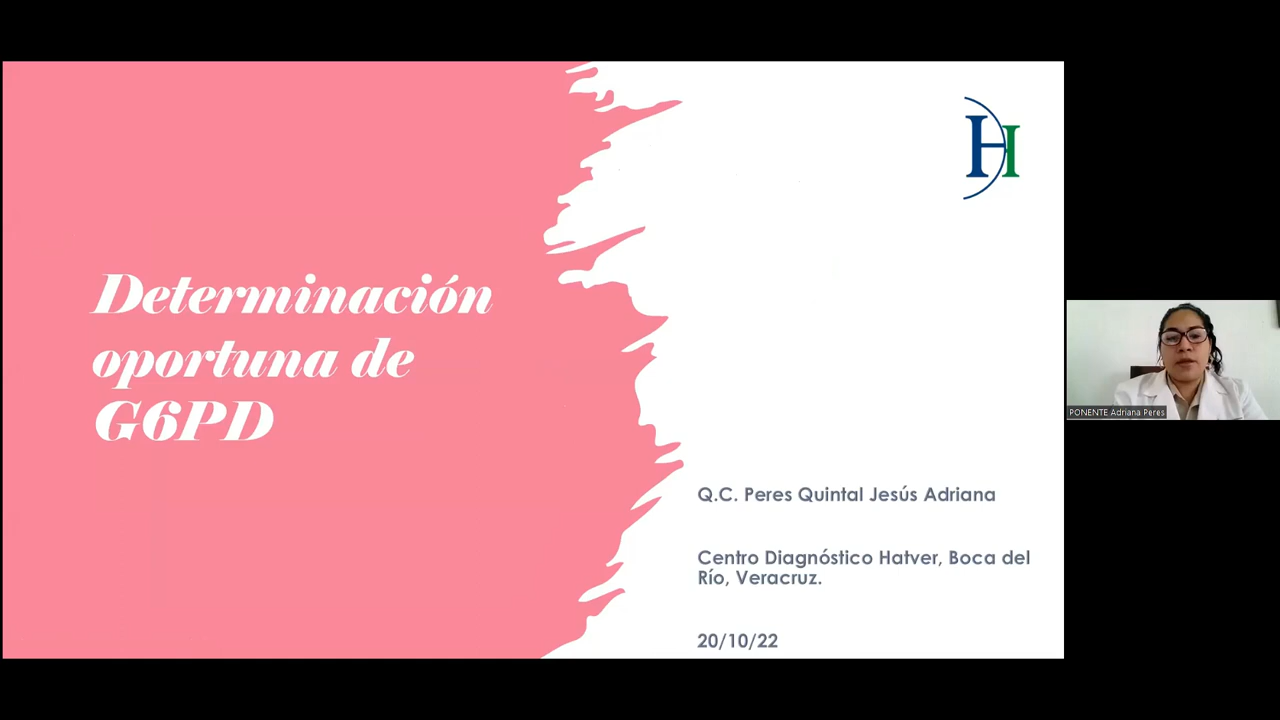 Determinación
oportuna de
G6PD
H
H
Q.C. Peres Quintal Jesús Adriana
Centro Diagnóstico Hatver, Boca del
Río, Veracruz.
20/10/22
PONENTE Adriana Peres